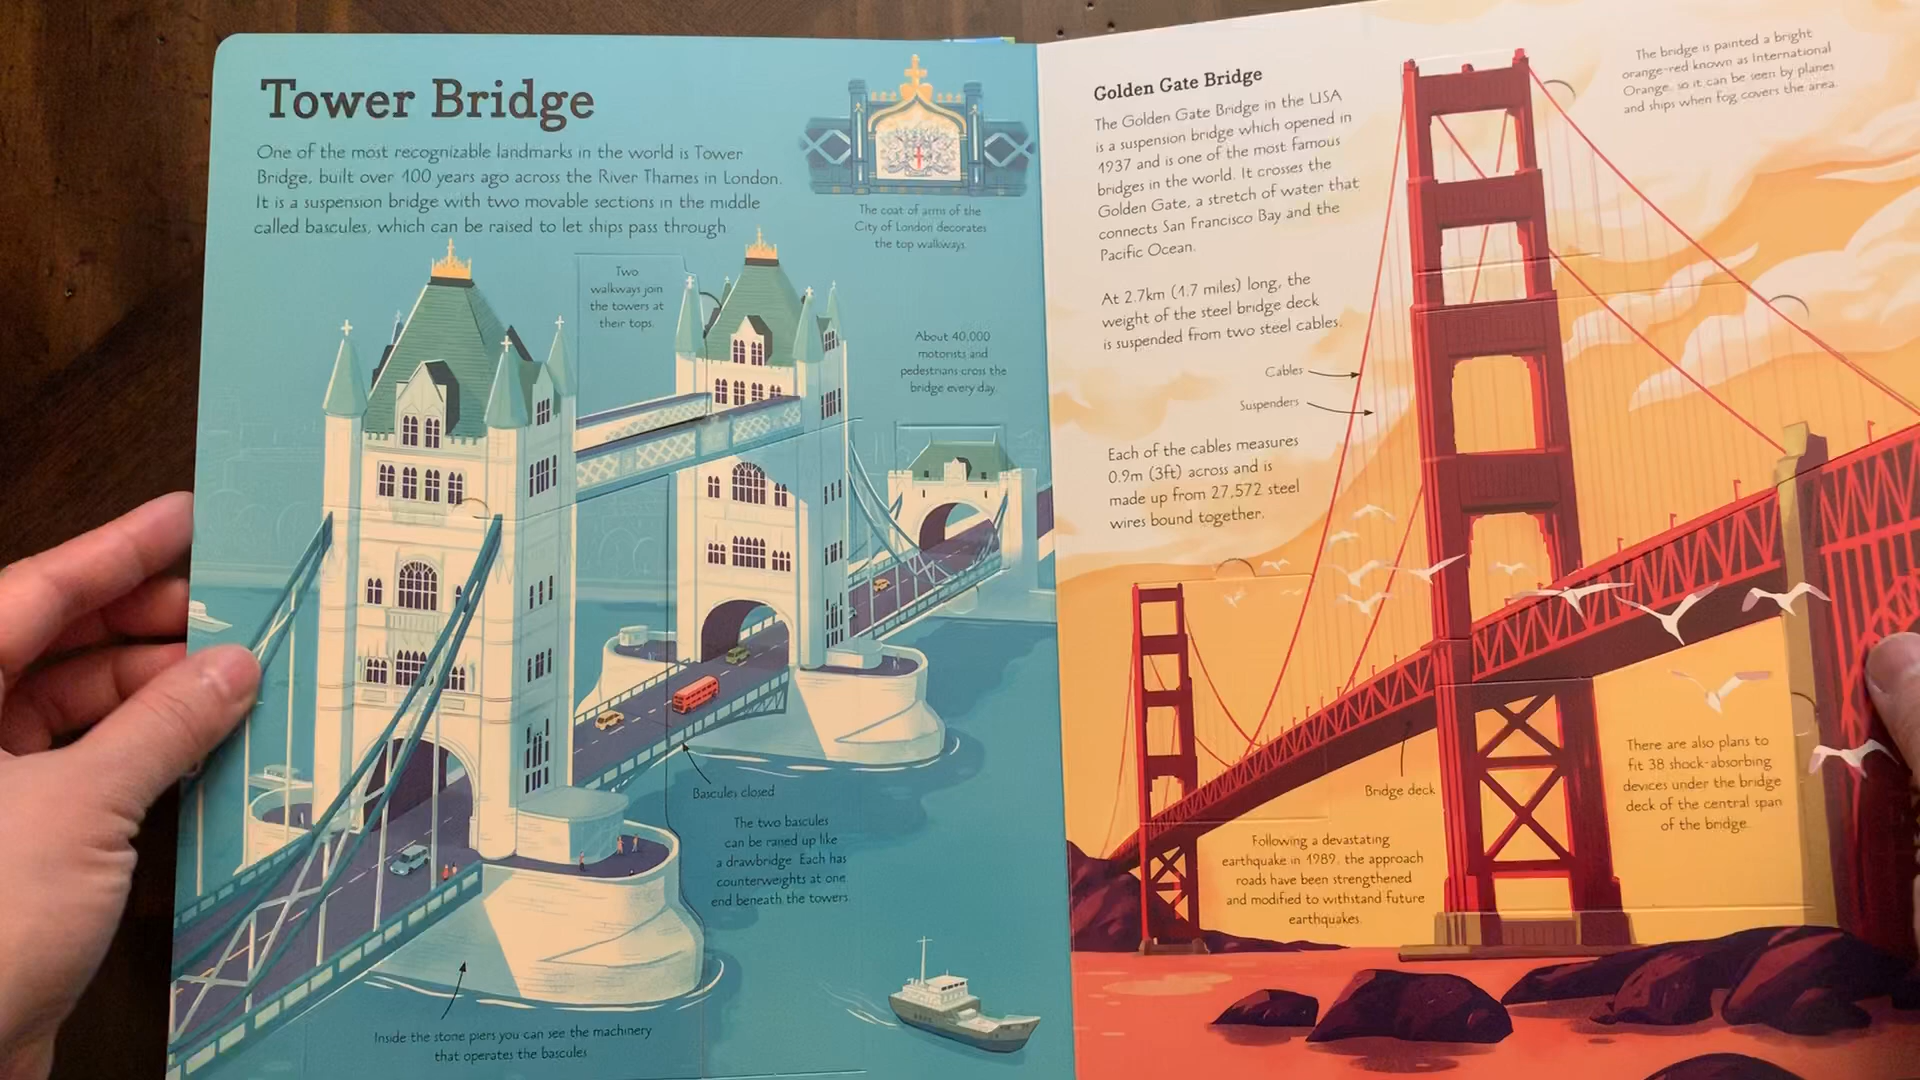 Tower Bridge
One of the most recognizable landmarks in the world is Tower
Bridge, built over 100 years ago across the River Thames in London.
It is a suspension bridge with two movable sections in the middle
called bascules, which can be raised to let ships pass through.
The coat of arms of the
City of London decorates
the top walkways.
Two
walkways join
the towers at
their tops.
About 40,000
motorists and
pedestrians cross the
bridge every day.
Bascules closed
The two bascules
can be raised up like
a drawbridge. Each has
counterweights at one
end beneath the towers.
Inside the stone piers you can see the machinery
that operates the bascules.
Golden Gate Bridge
The Golden Gate Bridge in the USA
is a suspension bridge which opened in
1937 and is one of the most famous
bridges in the world. It crosses the
Golden Gate, a stretch of water that
connects San Francisco Bay and the
Pacific Ocean.
At 2.7km (1.7 miles) long, the
weight of the steel bridge deck
is suspended from two steel cables.
Cables
Suspenders
Each of the cables measures
0.9m (3ft) across and is
made up from 27,572 steel
wires bound together.
The bridge is painted a bright
orange-red known as International
Orange, so it can be seen by planes
and ships when fog covers the area.
Bridge deck
Following a devastating
earthquake in 1989, the approach
roads have been strengthened
and modified to withstand future
earthquakes.
There are also plans to
fit 38 shock-absorbing
devices under the bridge
deck of the central span
of the bridge.